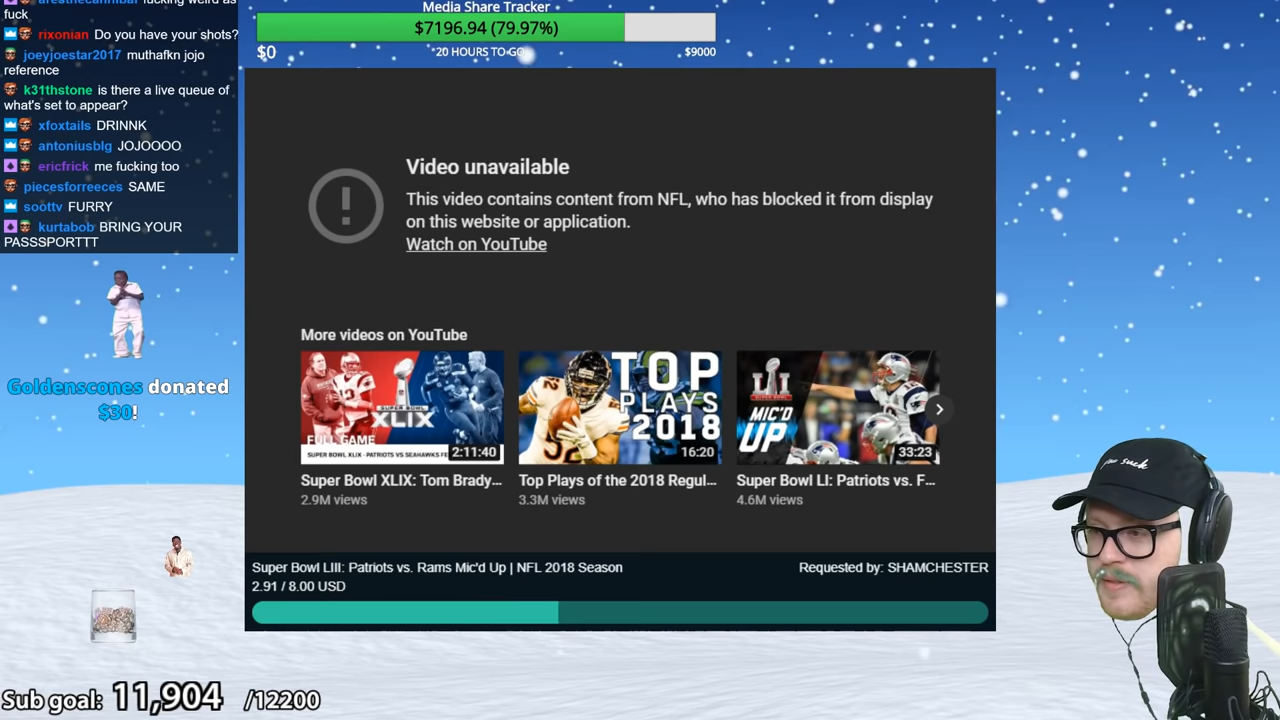 fucking weird as
fuck
rixonian Do you have your shots?
joeyjoestar2017 muthafkn jojo
reference
k31thstone is there a live queue of
what's set to appear?
xfoxtails DRINNK
antoniusblg JOJOOOO
ericfrick me fucking too
piecesforreeces SAME
soottv FURRY
kurtabob BRING YOUR
PASSSPORTTT
Goldenscones donated
$30!
Media Share Tracker
$7196.94 (79.97%)
$0
20 HOURS TO GO
$9000
Video unavailable
This video contains content from NFL, who has blocked it from display
on this website or application.
Watch on YouTube
More videos on YouTube
SUPER BOWL
XLIX
FULL GAME
2:11:40
TOP
PLAYS
2018
16:20
LI
MIC'D
UP
33:23
Super Bowl XLIX: Tom Brady...
2.9M views
Top Plays of the 2018 Regul...
3.3M views
Super Bowl LI: Patriots vs. F...
4.6M views
Super Bowl LIII: Patriots vs. Rams Mic'd Up | NFL 2018 Season
Requested by: SHAMCHESTER
2.91 / 8.00 USD
you suck
Sub goal: 11,904 /12200